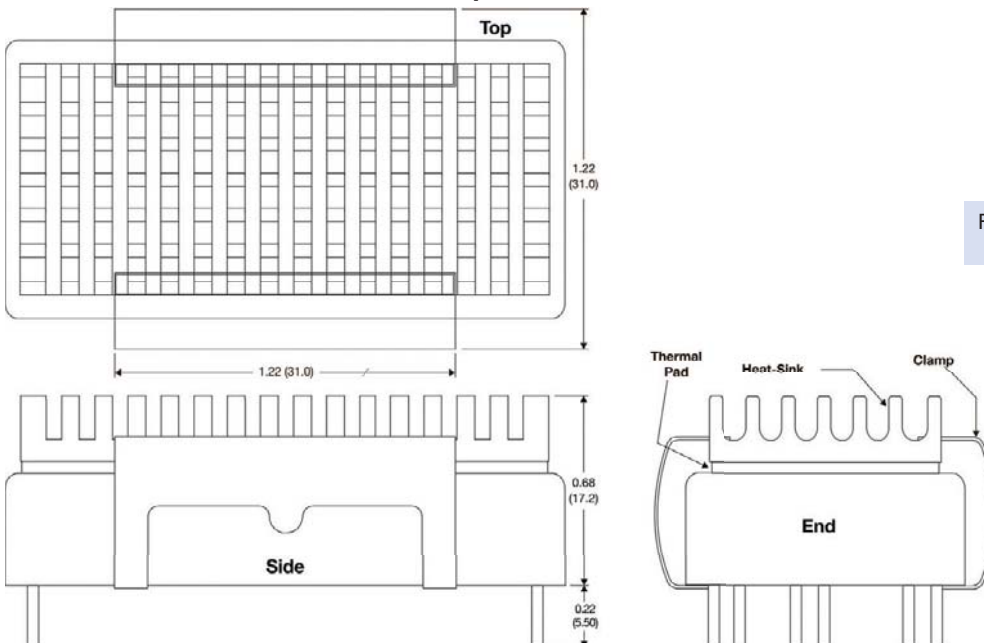 Top
1.22
(31.0)
1.22 (31.0)
Thermal
Pad
Heat-Sink
Clamp
0.68
(17.2)
End
Side
0.22
(5.50)